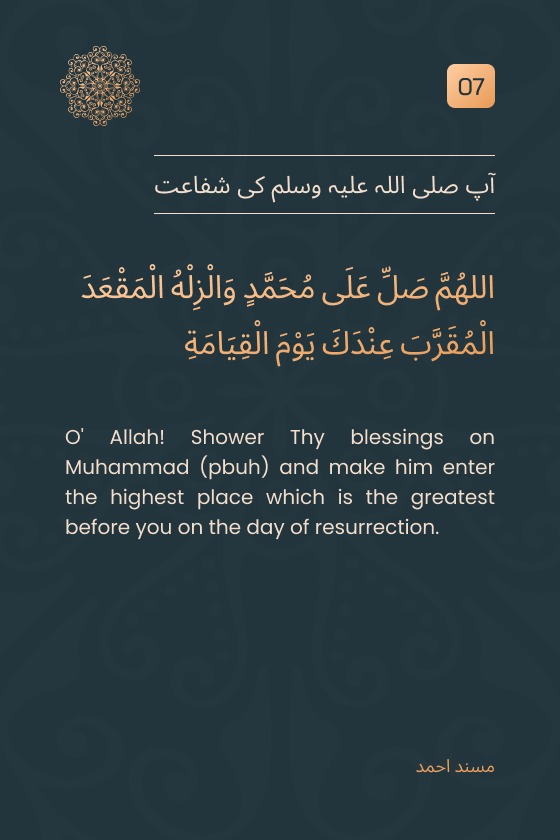 07
آپ صلی اللہ علیہ وسلم کی شفاعت
اللهُمَّ صَلِّ عَلَى مُحَمَّدٍ وَالْزِلْهُ الْمَقْعَدَ
الْمُقَرَّبَ عِنْدَكَ يَوْمَ الْقِيَامَةِ
O' Allah! Shower Thy blessings on
Muhammad (pbuh) and make him enter
the highest place which is the greatest
before you on the day of resurrection.
مسند احمد